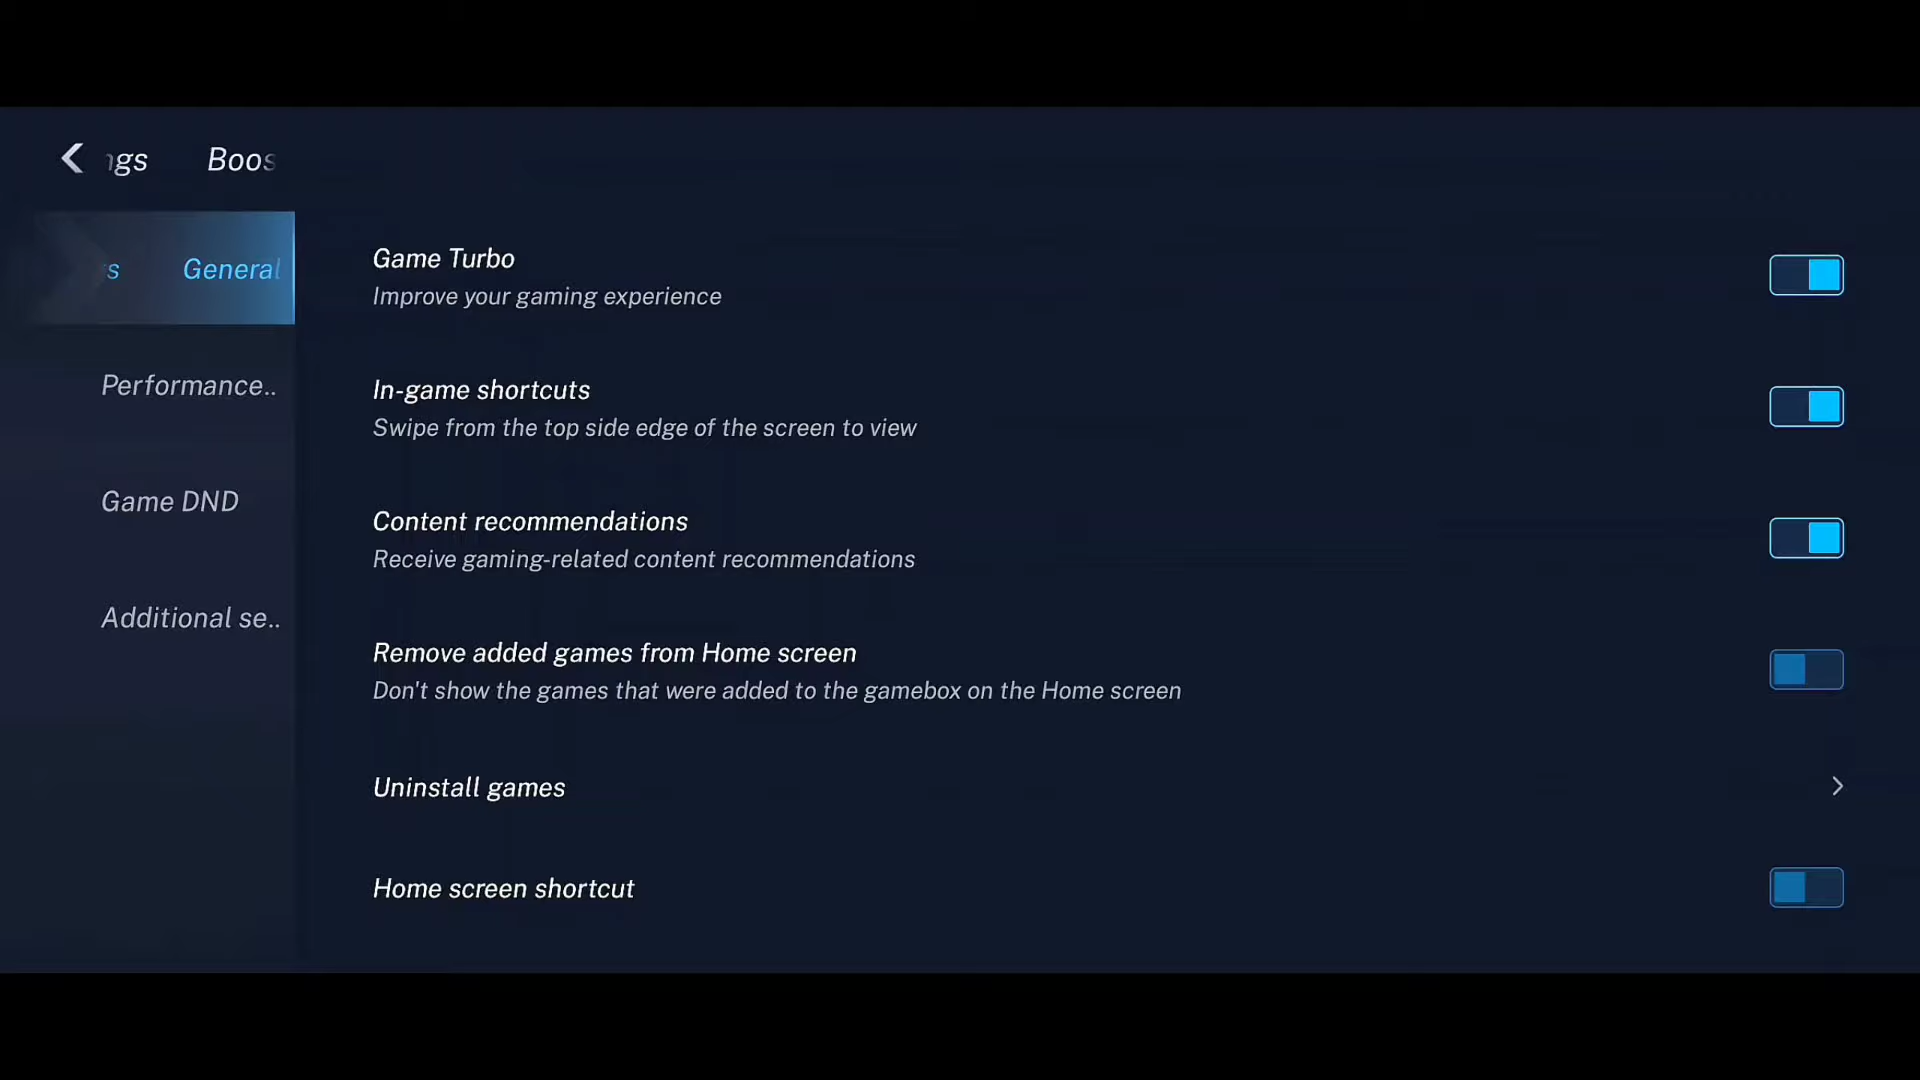 ngs Boos
s General
Performance..
Game DND
Additional se..
Game Turbo
Improve your gaming experience
In-game shortcuts
Swipe from the top side edge of the screen to view
Content recommendations
Receive gaming-related content recommendations
Remove added games from Home screen
Don't show the games that were added to the gamebox on the Home screen
Uninstall games
Home screen shortcut